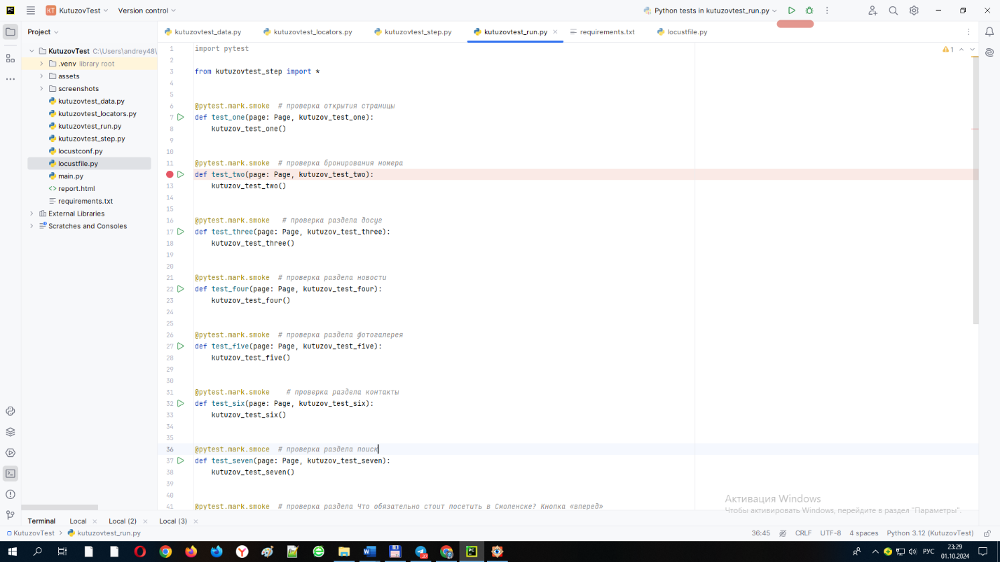 PC KT KutuzovTest Version control Python tests in kutuzovtest_run.py
Project kutuzovtest_data.py kutuzovtest_locators.py kutuzovtest_step.py kutuzovtest_run.py requirements.txt locustfile.py
KutuzovTest C:\Users\andrey48\
.venv library root
assets
screenshots
kutuzovtest_data.py
kutuzovtest_locators.py
kutuzovtest_run.py
kutuzovtest_step.py
locustconf.py
locustfile.py
main.py
<> report.html
requirements.txt
External Libraries
Scratches and Consoles
1 import pytest
1
2
3 from kutuzovtest_step import *
4
5
6 @pytest.mark.smoke # проверка открытия страницы
7 def test_one(page: Page, kutuzov_test_one):
8 kutuzov_test_one()
9
10
11 @pytest.mark.smoke # проверка бронирования номера
def test_two(page: Page, kutuzov_test_two):
13 kutuzov_test_two()
14
15
16 @pytest.mark.smoke # проверка раздела досуг
17 def test_three(page: Page, kutuzov_test_three):
18 kutuzov_test_three()
19
20
21 @pytest.mark.smoke # проверка раздела новости
22 def test_four(page: Page, kutuzov_test_four):
23 kutuzov_test_four()
24
25
26 @pytest.mark.smoke # проверка раздела фотогалерея
27 def test_five(page: Page, kutuzov_test_five):
28 kutuzov_test_five()
29
30
31 @pytest.mark.smoke # проверка раздела контакты
32 def test_six(page: Page, kutuzov_test_six):
33 kutuzov_test_six()
34
35
36 @pytest.mark.smoce # проверка раздела поиск
37 def test_seven(page: Page, kutuzov_test_seven):
38 kutuzov_test_seven()
39
40
41 @pytest.mark.smoke # проверка раздела Что обязательно стоит посетить в Смоленске? Кнопка «вперед»
Активация Windows
Чтобы активировать Windows, перейдите в раздел "Параметры".
Terminal Local Local (2) Local (3)
KutuzovTest kutuzovtest_run.py 36:45 CRLF UTF-8 4 spaces Python 3.12 (KutuzovTest)
РУС 23:29
01.10.2024